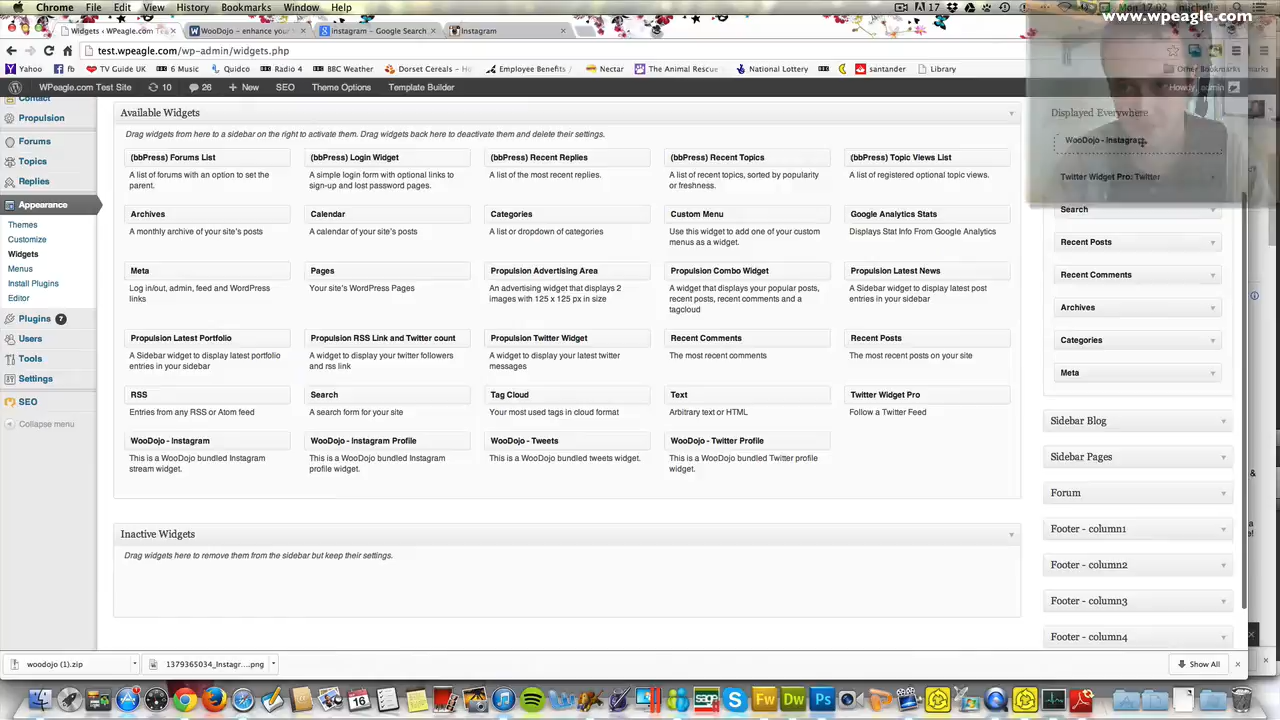 Chrome File Edit View History Bookmarks Window Help
17
Mon 17:02 machelle
www.wpeagle.com
Widgets ‹ WPeagle.com Tes
WooDojo – enhance your
instagram - Google Search
Instagram
test.wpeagle.com/wp-admin/widgets.php
Yahoo fb TV GUIDE UK 6 Music Quidco Radio 4 BBC Weather Dorset Cereals - Ho Employee Benefits / Nectar The Animal Rescue National Lottery santander Library Other Bookmarks
WPeagle.com Test Site 10 26 + New SEO Theme Options Template Builder Howdy, admin
Contact
Propulsion
Forums
Topics
Replies
Appearance
Themes
Customize
Widgets
Menus
Install Plugins
Editor
Plugins 7
Users
Tools
Settings
SEO
Collapse menu
Available Widgets
Drag widgets from here to a sidebar on the right to activate them. Drag widgets back here to deactivate them and delete their settings.
(bbPress) Forums List
A list of forums with an option to set the
parent.
(bbPress) Login Widget
A simple login form with optional links to
sign-up and lost password pages.
(bbPress) Recent Replies
A list of the most recent replies.
(bbPress) Recent Topics
A list of recent topics, sorted by popularity
or freshness.
(bbPress) Topic Views List
A list of registered optional topic views.
Archives
A monthly archive of your site's posts
Calendar
A calendar of your site's posts
Categories
A list or dropdown of categories
Custom Menu
Use this widget to add one of your custom
menus as a widget.
Google Analytics Stats
Displays Stat Info From Google Analytics
Meta
Log in/out, admin, feed and WordPress
links
Pages
Your site's WordPress Pages
Propulsion Advertising Area
An advertising widget that displays 2
images with 125 x 125 px in size
Propulsion Combo Widget
A widget that displays your popular posts,
recent posts, recent comments and a
tagcloud
Propulsion Latest News
A Sidebar widget to display latest post
entries in your sidebar
Propulsion Latest Portfolio
A Sidebar widget to display latest portfolio
entries in your sidebar
Propulsion RSS Link and Twitter count
A widget to display your twitter followers
and rss link
Propulsion Twitter Widget
A widget to display your latest twitter
messages
Recent Comments
The most recent comments
Recent Posts
The most recent posts on your site
RSS
Entries from any RSS or Atom feed
Search
A search form for your site
Tag Cloud
Your most used tags in cloud format
Text
Arbitrary text or HTML
Twitter Widget Pro
Follow a Twitter Feed
WooDojo - Instagram
This is a WooDojo bundled Instagram
stream widget.
WooDojo - Instagram Profile
This is a WooDojo bundled Instagram
profile widget.
WooDojo - Tweets
This is a WooDojo bundled tweets widget.
WooDojo - Twitter Profile
This is a WooDojo bundled Twitter profile
widget.
Inactive Widgets
Drag widgets here to remove them from the sidebar but keep their settings.
Displayed Everywhere
WooDojo - Instagram
Twitter Widget Pro: Twitter
Search
Recent Posts
Recent Comments
Archives
Categories
Meta
Sidebar Blog
Sidebar Pages
Forum
Footer - column1
Footer - column2
Footer - column3
Footer - column4
woodojo (1).zip
1379365034_Instagr....png
Show All